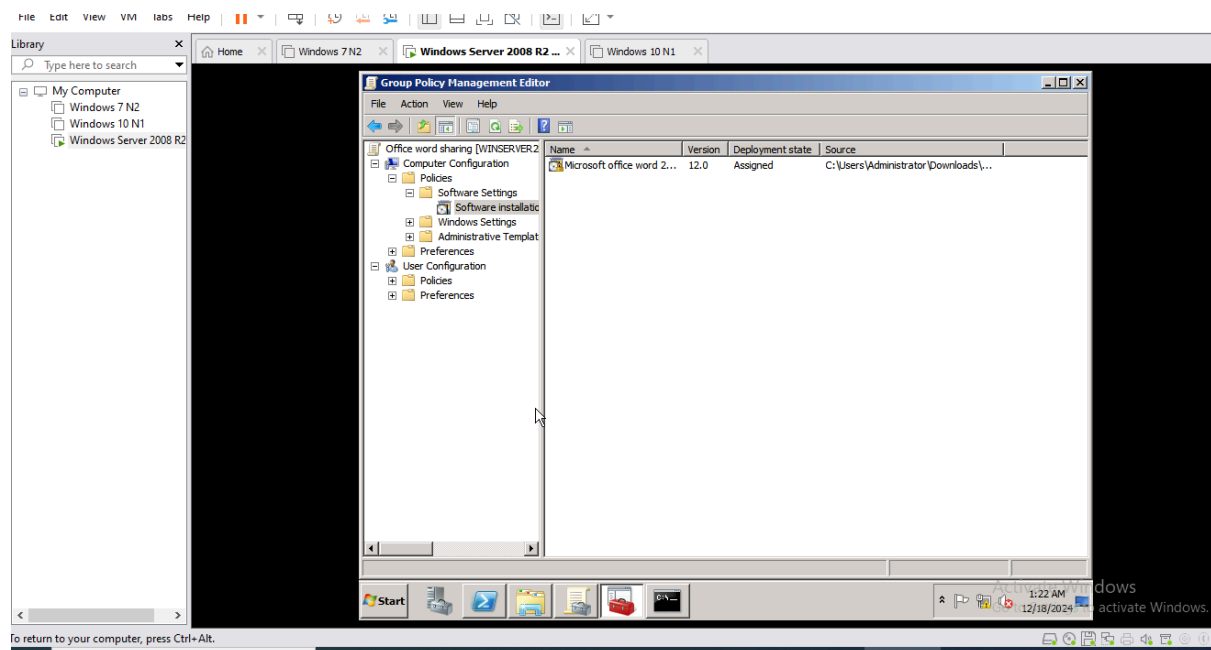 File Edit View VM Tabs Help
Library
Type here to search
My Computer
Windows 7 N2
Windows 10 N1
Windows Server 2008 R2
Home
Windows 7 N2
Windows Server 2008 R2 ...
Windows 10 N1
Group Policy Management Editor
File Action View Help
Office word sharing [WINSERVER2
Computer Configuration
Policies
Software Settings
Software installatic
Windows Settings
Administrative Templat
Preferences
User Configuration
Policies
Preferences
Name Version Deployment state Source
Microsoft office word 2... 12.0 Assigned C:\Users\Administrator\Downloads\...
Start
1:22 AM
12/18/2024
Activate Windows
activate Windows.
To return to your computer, press Ctrl+Alt.